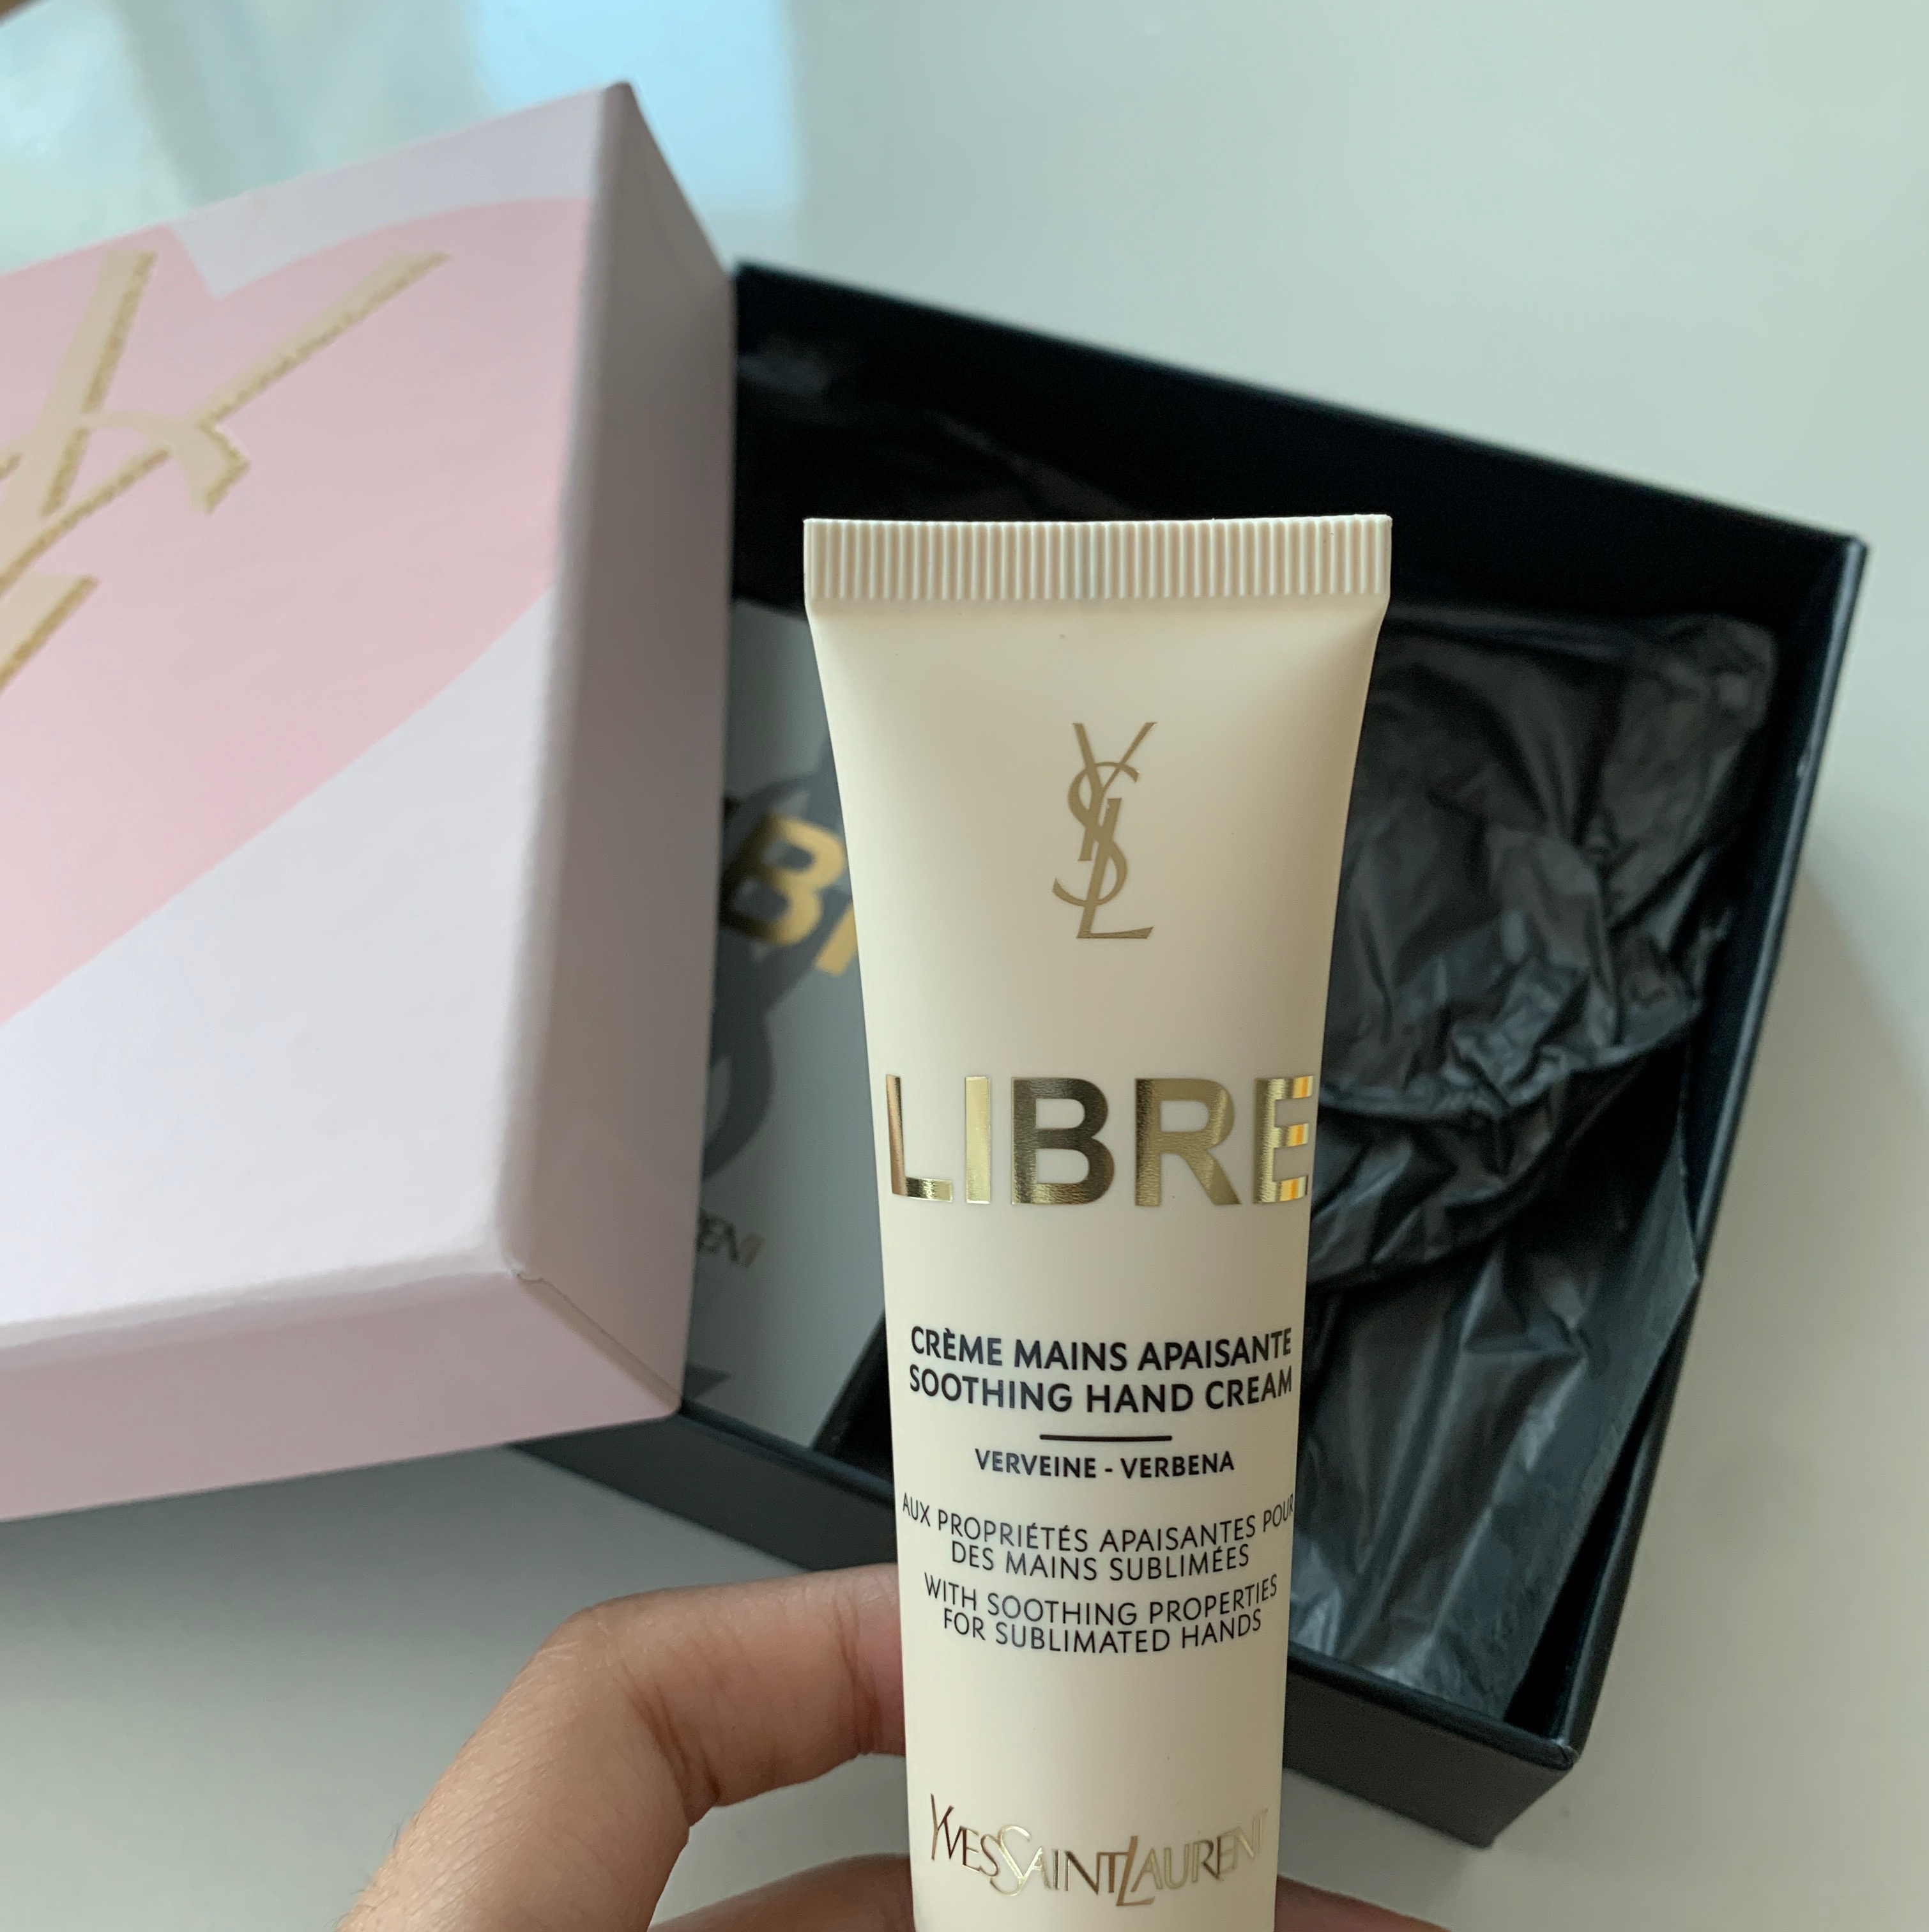 YSL
LIBRE
CRÈME MAINS APAISANTE
SOOTHING HAND CREAM
VERVEINE - VERBENA
AUX PROPRIÉTÉS APAISANTES POUR
DES MAINS SUBLIMÉES
WITH SOOTHING PROPERTIES
FOR SUBLIMATED HANDS
YVES SAINT LAURENT